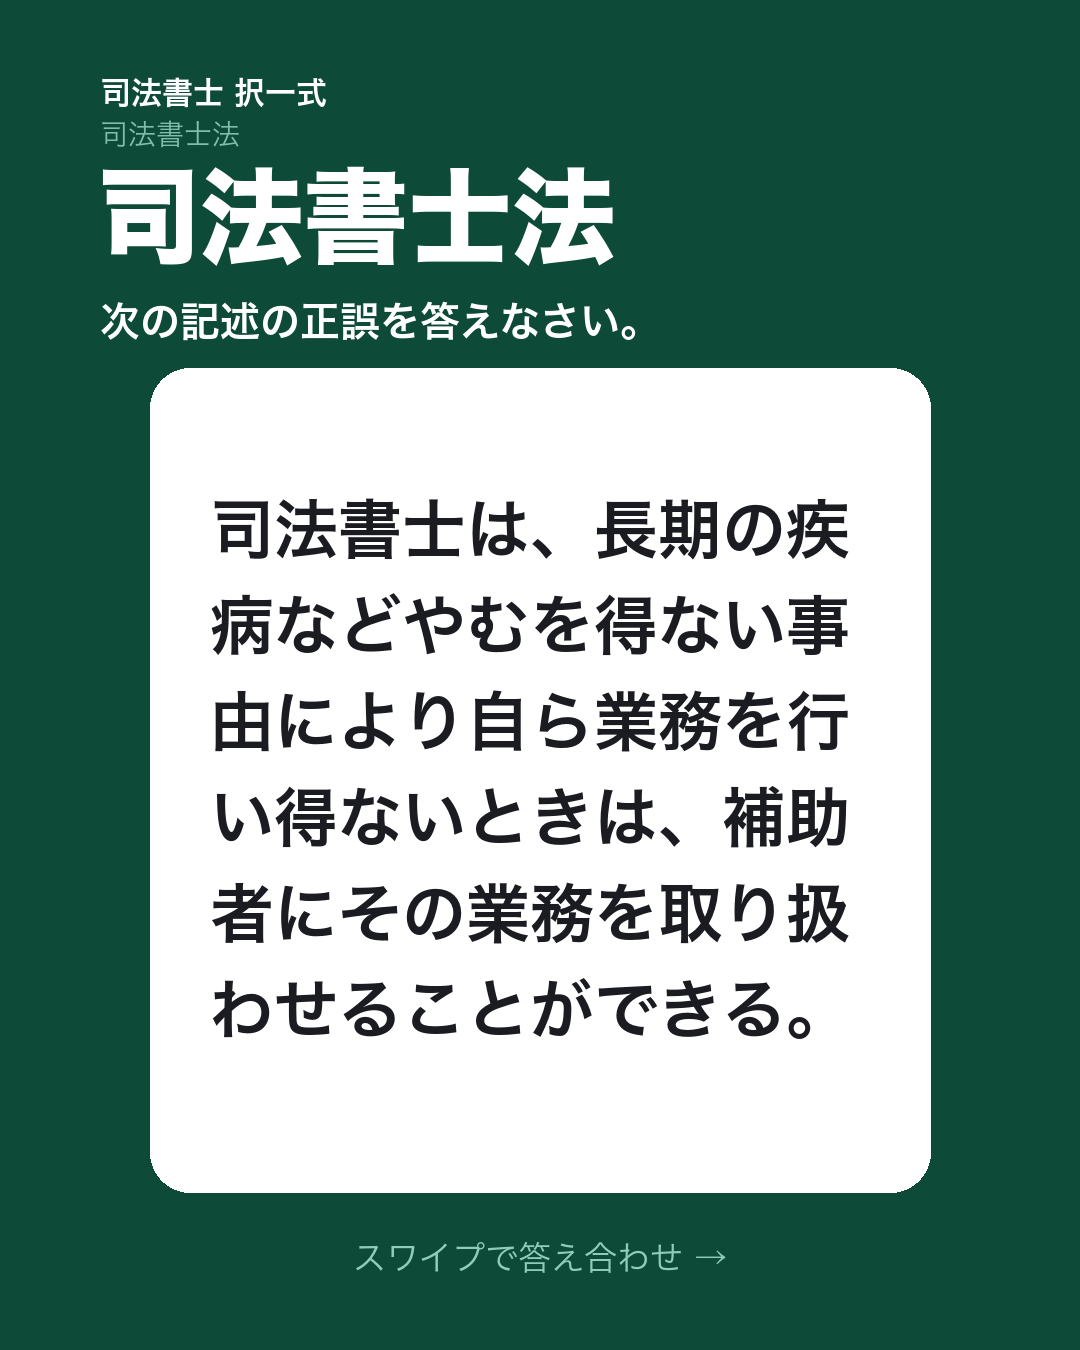 司法書士 択一式
司法書士法
司法書士法
次の記述の正誤を答えなさい。
司法書士は、長期の疾
病などやむを得ない事
由により自ら業務を行
い得ないときは、補助
者にその業務を取り扱
わせることができる。
スワイプで答え合わせ →